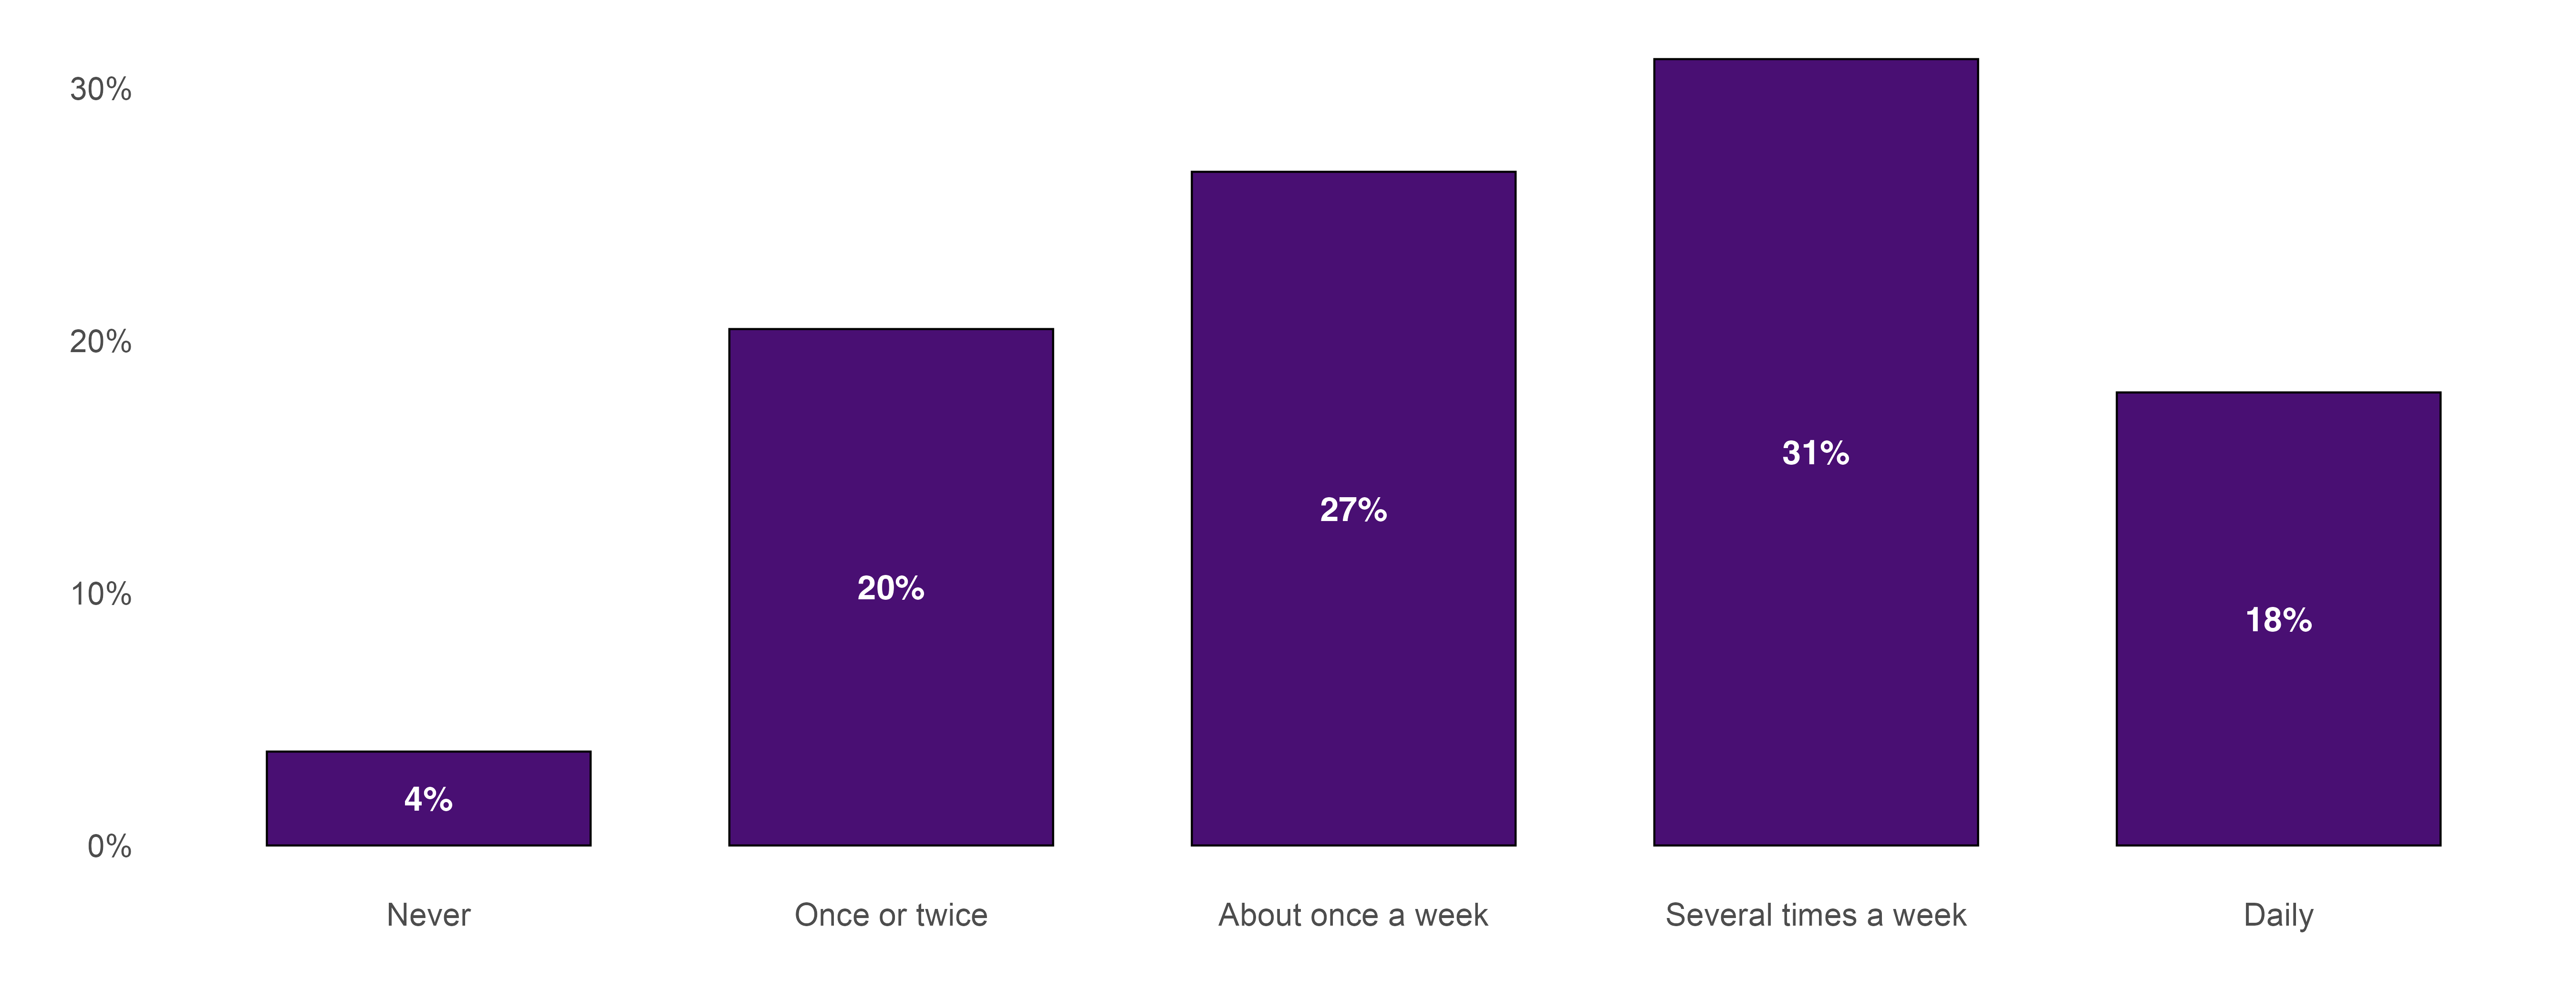 30%
20%
10%
0%
4%
20%
27%
31%
18%
Never
Once or twice
About once a week
Several times a week
Daily